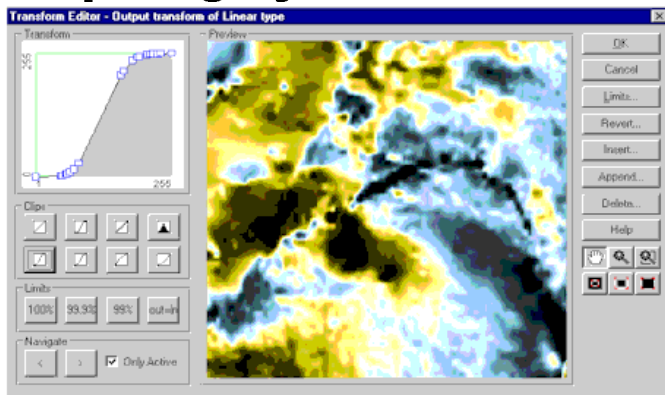 Transform Editor - Output transform of Linear type
Transform
255
0
255
Clips
Limits
100% 99.9% 99% out=in
Navigate
< > Only Active
Preview
OK
Cancel
Limits...
Revert...
Insert...
Append...
Delete...
Help